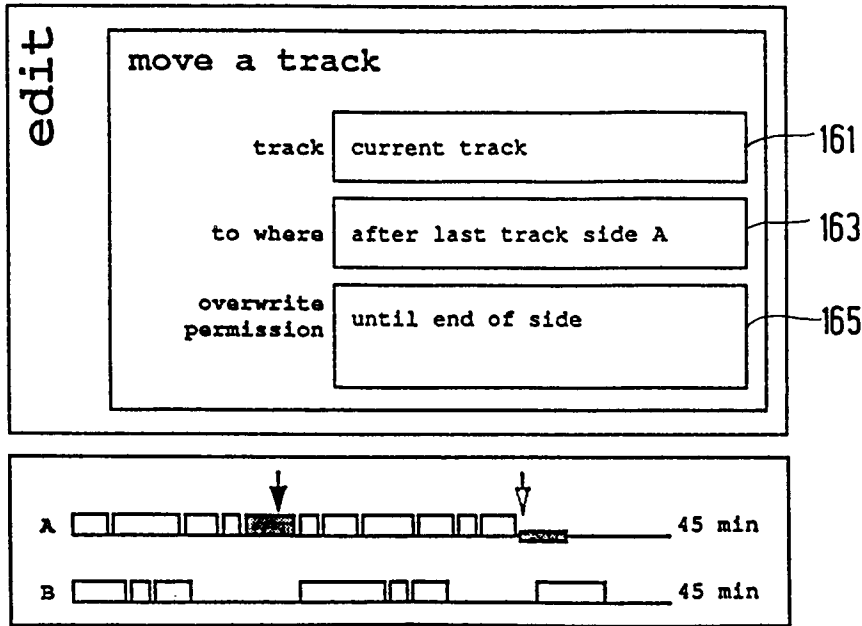 edit
move a track
track current track 161
to where after last track side A 163
overwrite
permission
until end of side 165
A 45 min
B 45 min